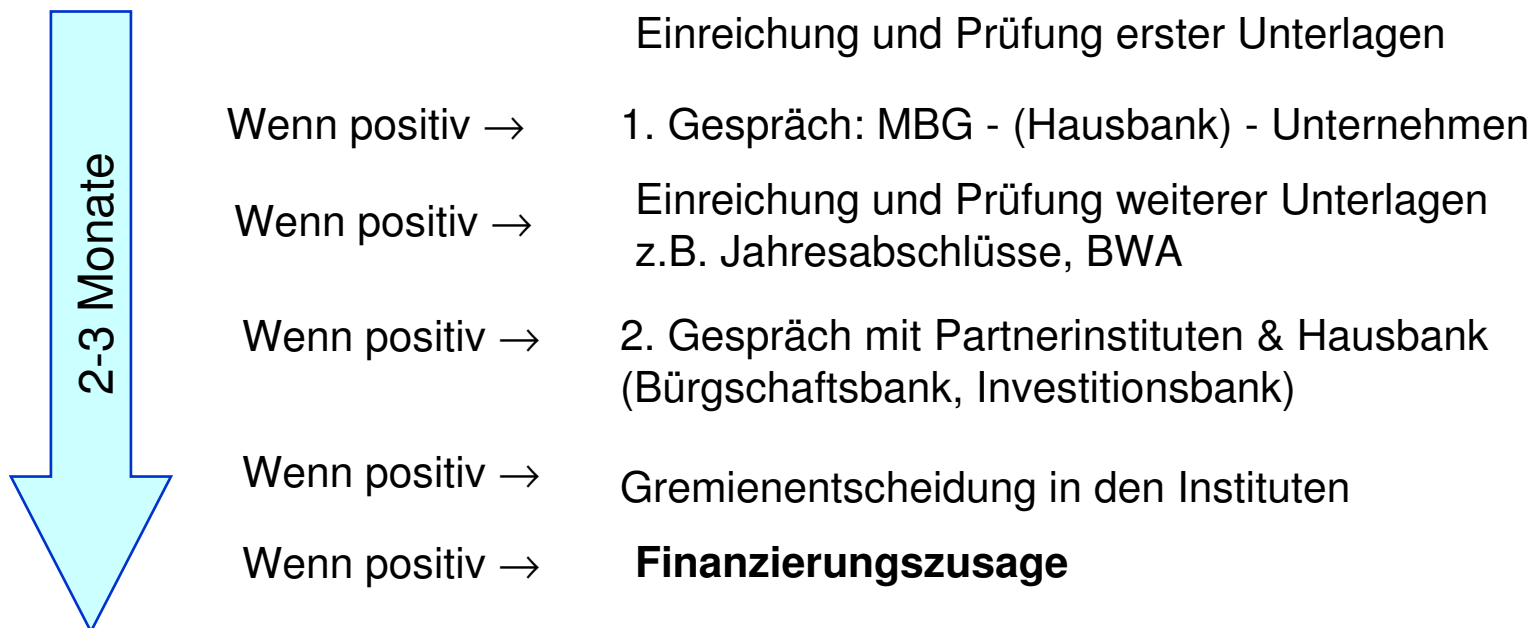 2-3 Monate
Einreichung und Prüfung erster Unterlagen
Wenn positiv → 1. Gespräch: MBG - (Hausbank) - Unternehmen
Wenn positiv → Einreichung und Prüfung weiterer Unterlagen
z.B. Jahresabschlüsse, BWA
Wenn positiv → 2. Gespräch mit Partnerinstituten & Hausbank
(Bürgschaftsbank, Investitionsbank)
Wenn positiv → Gremienentscheidung in den Instituten
Wenn positiv → Finanzierungszusage